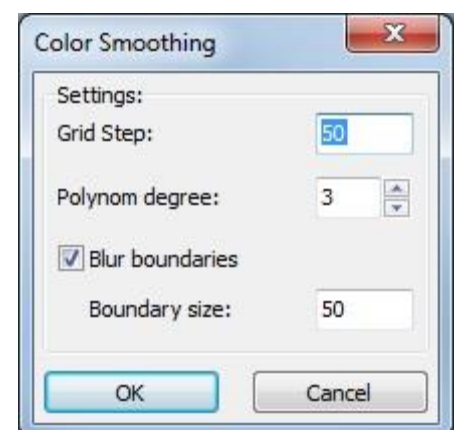 Color Smoothing
Settings:
Grid Step: 50
Polynom degree: 3
Blur boundaries
Boundary size: 50
OK Cancel